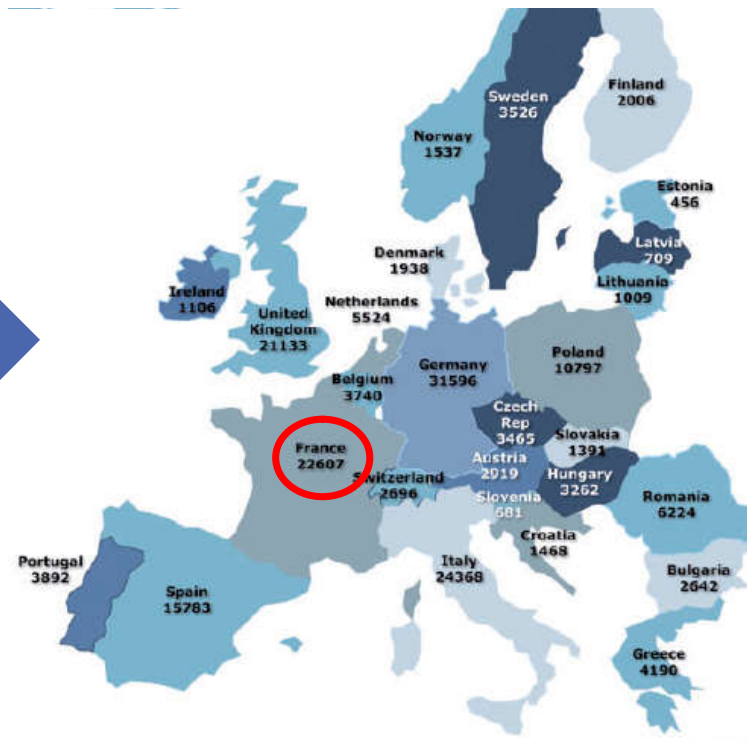 Finland
2006
Sweden
3526
Norway
1537
Estonia
456
Latvia
709
Denmark
1938
Lithuania
1009
Ireland
1106
Netherlands
5524
United
Kingdom
21133
Germany
31596
Poland
10797
Belgium
3740
Czech
Rep
3465
Slovakia
1391
France
22607
Austria
2919
Switzerland
2696
Hungary
3262
Slovenia
681
Romania
6224
Croatia
1468
Portugal
3892
Italy
24368
Bulgaria
2642
Spain
15783
Greece
4190